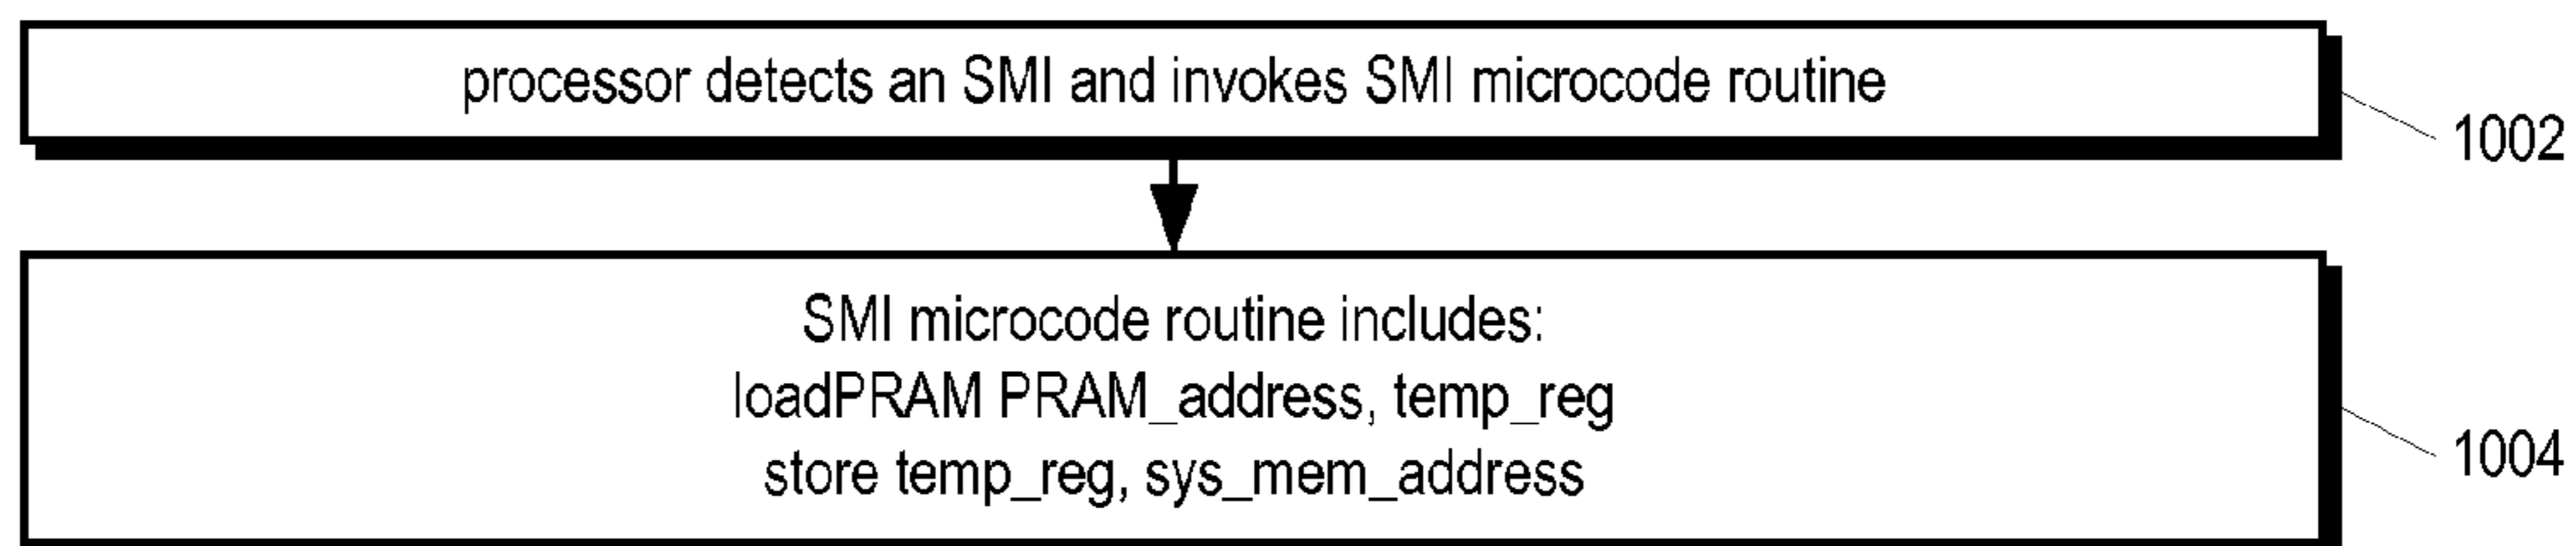 processor detects an SMI and invokes SMI microcode routine
1002
SMI microcode routine includes:
loadPRAM PRAM_address, temp_reg
store temp_reg, sys_mem_address
1004